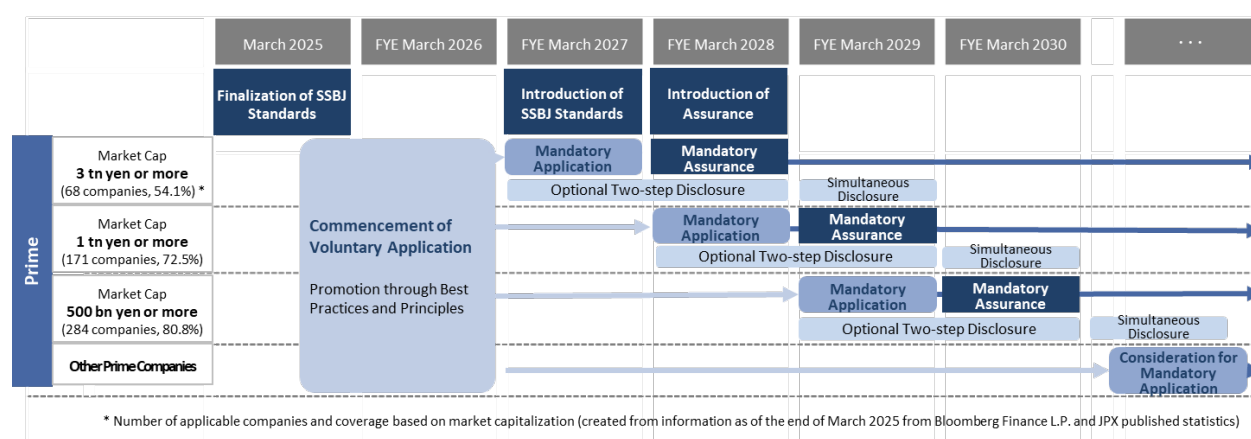 March 2025
FYE March 2026
FYE March 2027
FYE March 2028
FYE March 2029
FYE March 2030
...
Finalization of SSBJ
Standards
Introduction of
SSBJ Standards
Introduction of
Assurance
Prime
Market Cap
3 tn yen or more
(68 companies, 54.1%) *
Mandatory
Application
Mandatory
Assurance
Optional Two-step Disclosure
Simultaneous
Disclosure
Commencement of
Voluntary Application
Promotion through Best
Practices and Principles
Market Cap
1 tn yen or more
(171 companies, 72.5%)
Mandatory
Application
Mandatory
Assurance
Optional Two-step Disclosure
Simultaneous
Disclosure
Market Cap
500 bn yen or more
(284 companies, 80.8%)
Mandatory
Application
Mandatory
Assurance
Optional Two-step Disclosure
Simultaneous
Disclosure
Other Prime Companies
Consideration for
Mandatory
Application
* Number of applicable companies and coverage based on market capitalization (created from information as of the end of March 2025 from Bloomberg Finance L.P. and JPX published statistics)